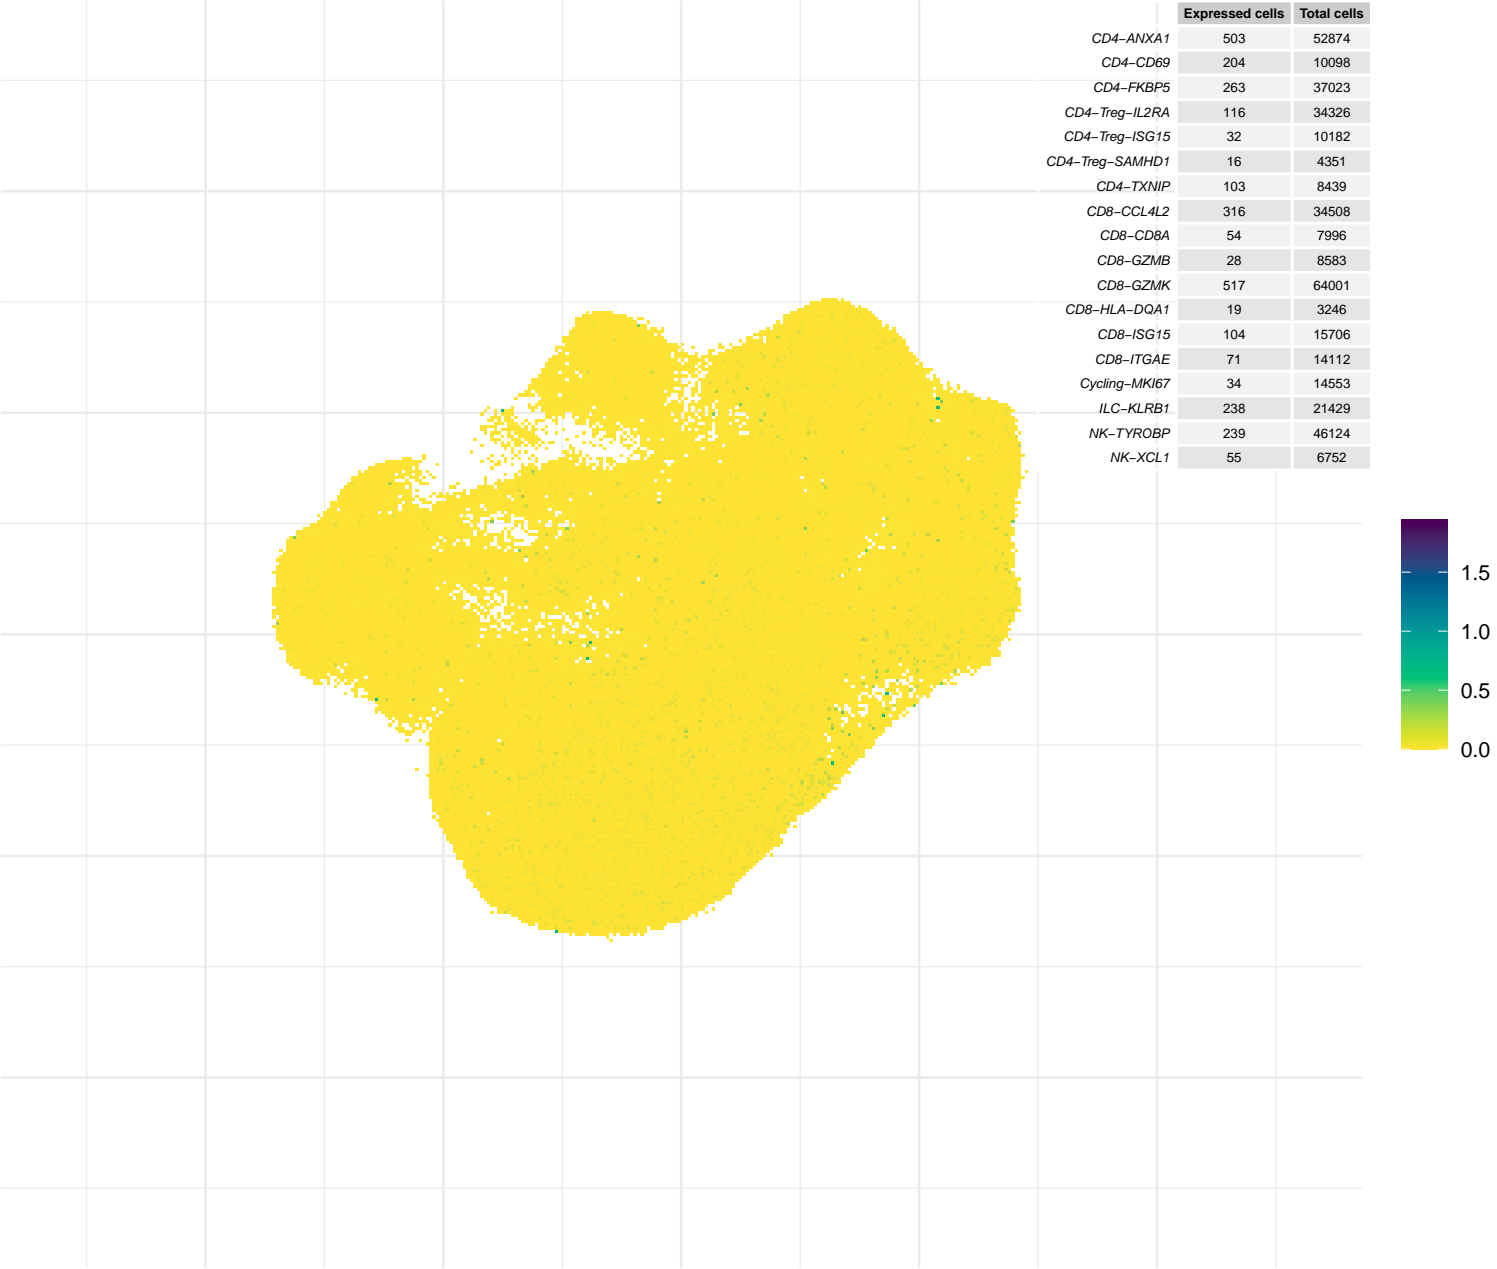 Expressed cells Total cells
CD4−ANXA1 503 52874
CD4−CD69 204 10098
CD4−FKBP5 263 37023
CD4−Treg−IL2RA 116 34326
CD4−Treg−ISG15 32 10182
CD4−Treg−SAMHD1 16 4351
CD4−TXNIP 103 8439
CD8−CCL4L2 316 34508
CD8−CD8A 54 7996
CD8−GZMB 28 8583
CD8−GZMK 517 64001
CD8−HLA−DQA1 19 3246
CD8−ISG15 104 15706
CD8−ITGAE 71 14112
Cycling−MKI67 34 14553
ILC−KLRB1 238 21429
NK−TYROBP 239 46124
NK−XCL1 55 6752
1.5
1.0
0.5
0.0